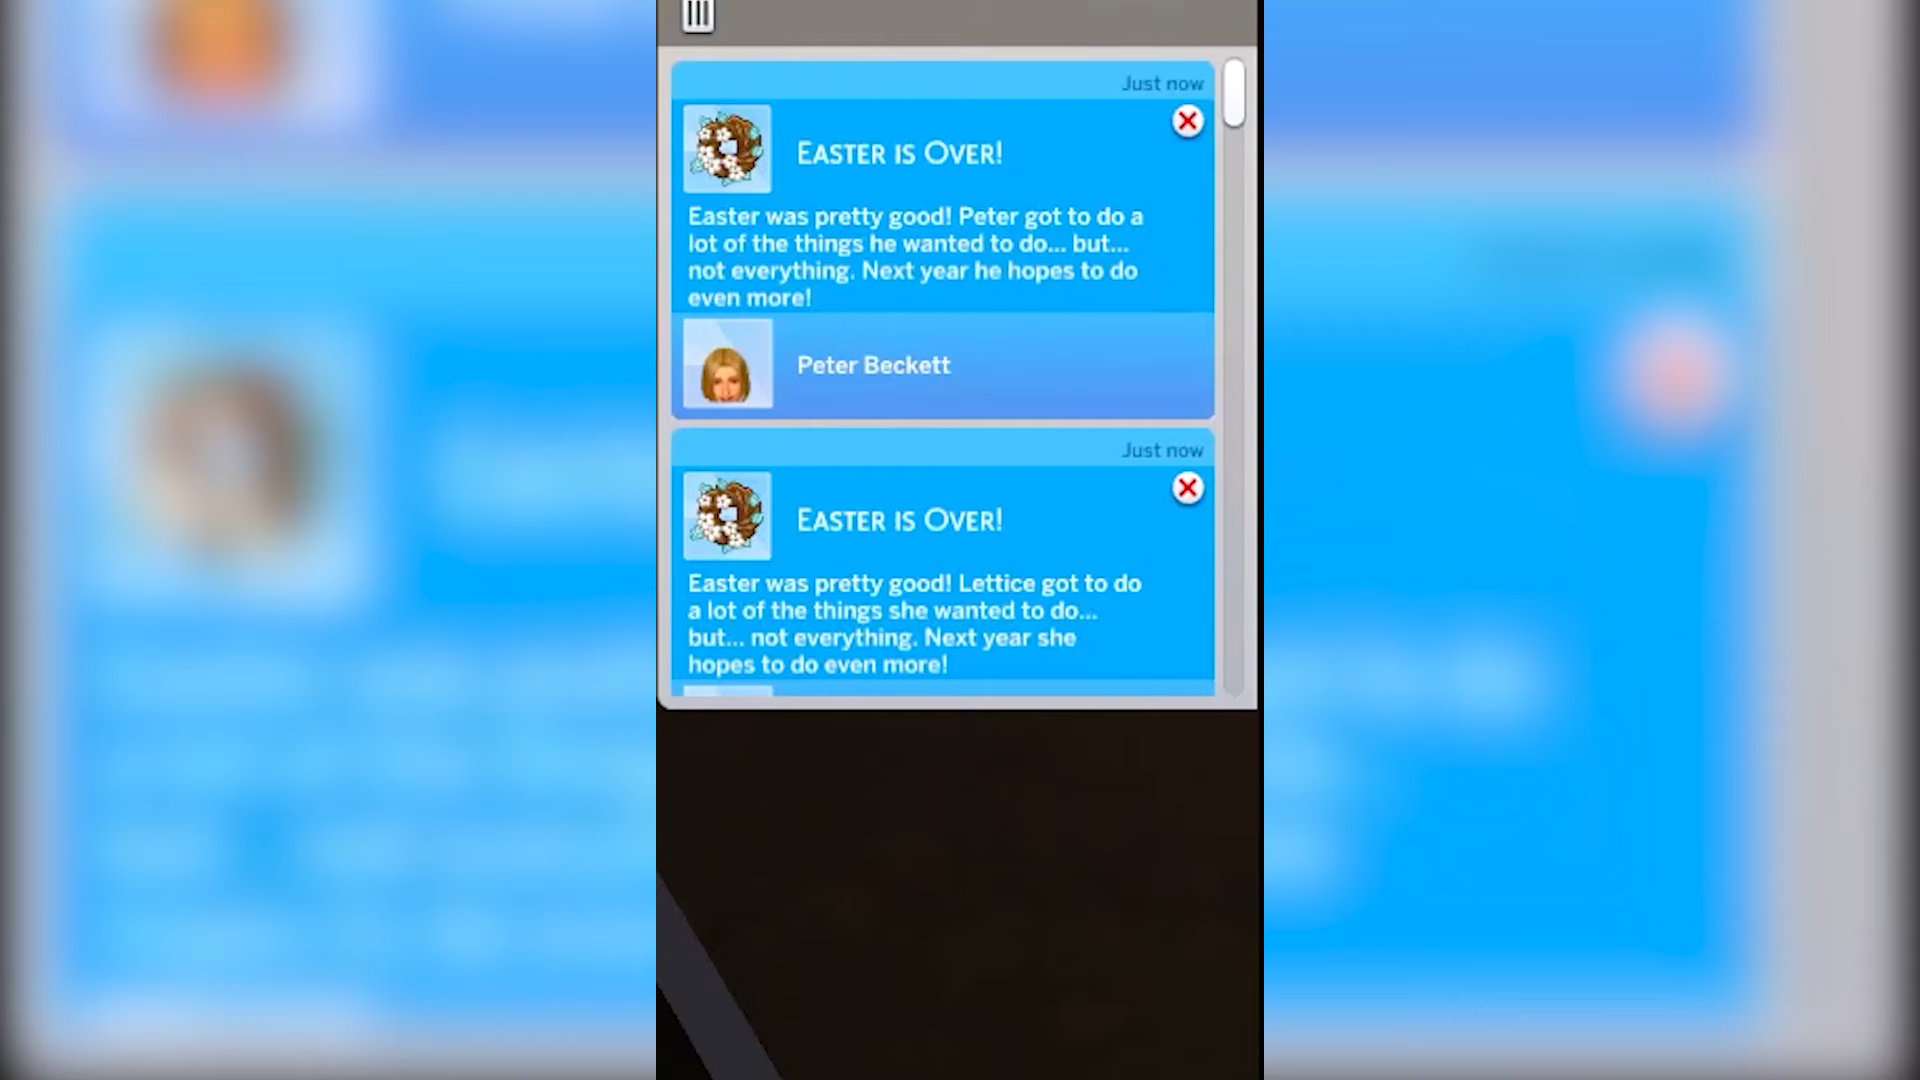 Just now
EASTER IS OVER!
Easter was pretty good! Peter got to do a
lot of the things he wanted to do... but...
not everything. Next year he hopes to do
even more!
Peter Beckett
Just now
EASTER IS OVER!
Easter was pretty good! Lettice got to do
a lot of the things she wanted to do...
but... not everything. Next year she
hopes to do even more!